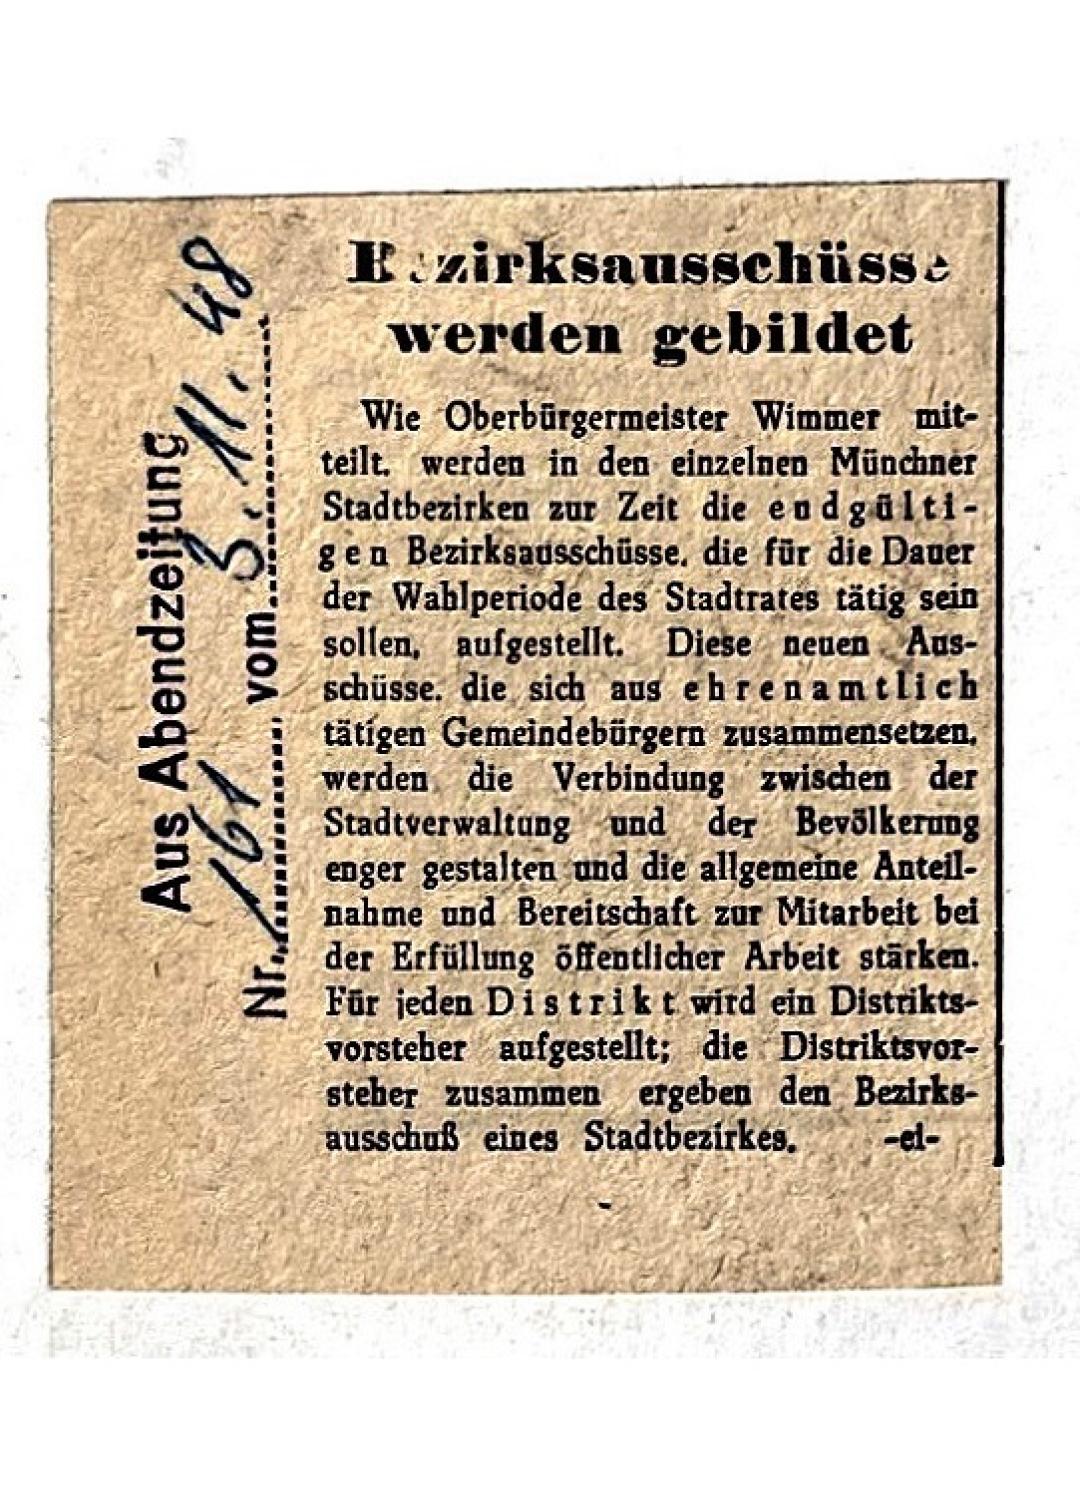 Aus Abendzeitung
Nr. 161 vom 3. 11. 48
Bezirksausschüsse
werden gebildet
Wie Oberbürgermeister Wimmer mit-
teilt, werden in den einzelnen Münchner
Stadtbezirken zur Zeit die endgülti-
gen Bezirksausschüsse, die für die Dauer
der Wahlperiode des Stadtrates tätig sein
sollen, aufgestellt. Diese neuen Aus-
schüsse, die sich aus ehrenamtlich
tätigen Gemeindebürgern zusammensetzen,
werden die Verbindung zwischen der
Stadtverwaltung und der Bevölkerung
enger gestalten und die allgemeine Anteil-
nahme und Bereitschaft zur Mitarbeit bei
der Erfüllung öffentlicher Arbeit stärken.
Für jeden Distrikt wird ein Distrikts-
vorsteher aufgestellt; die Distriktsvor-
steher zusammen ergeben den Bezirks-
ausschuß eines Stadtbezirkes. -ei-